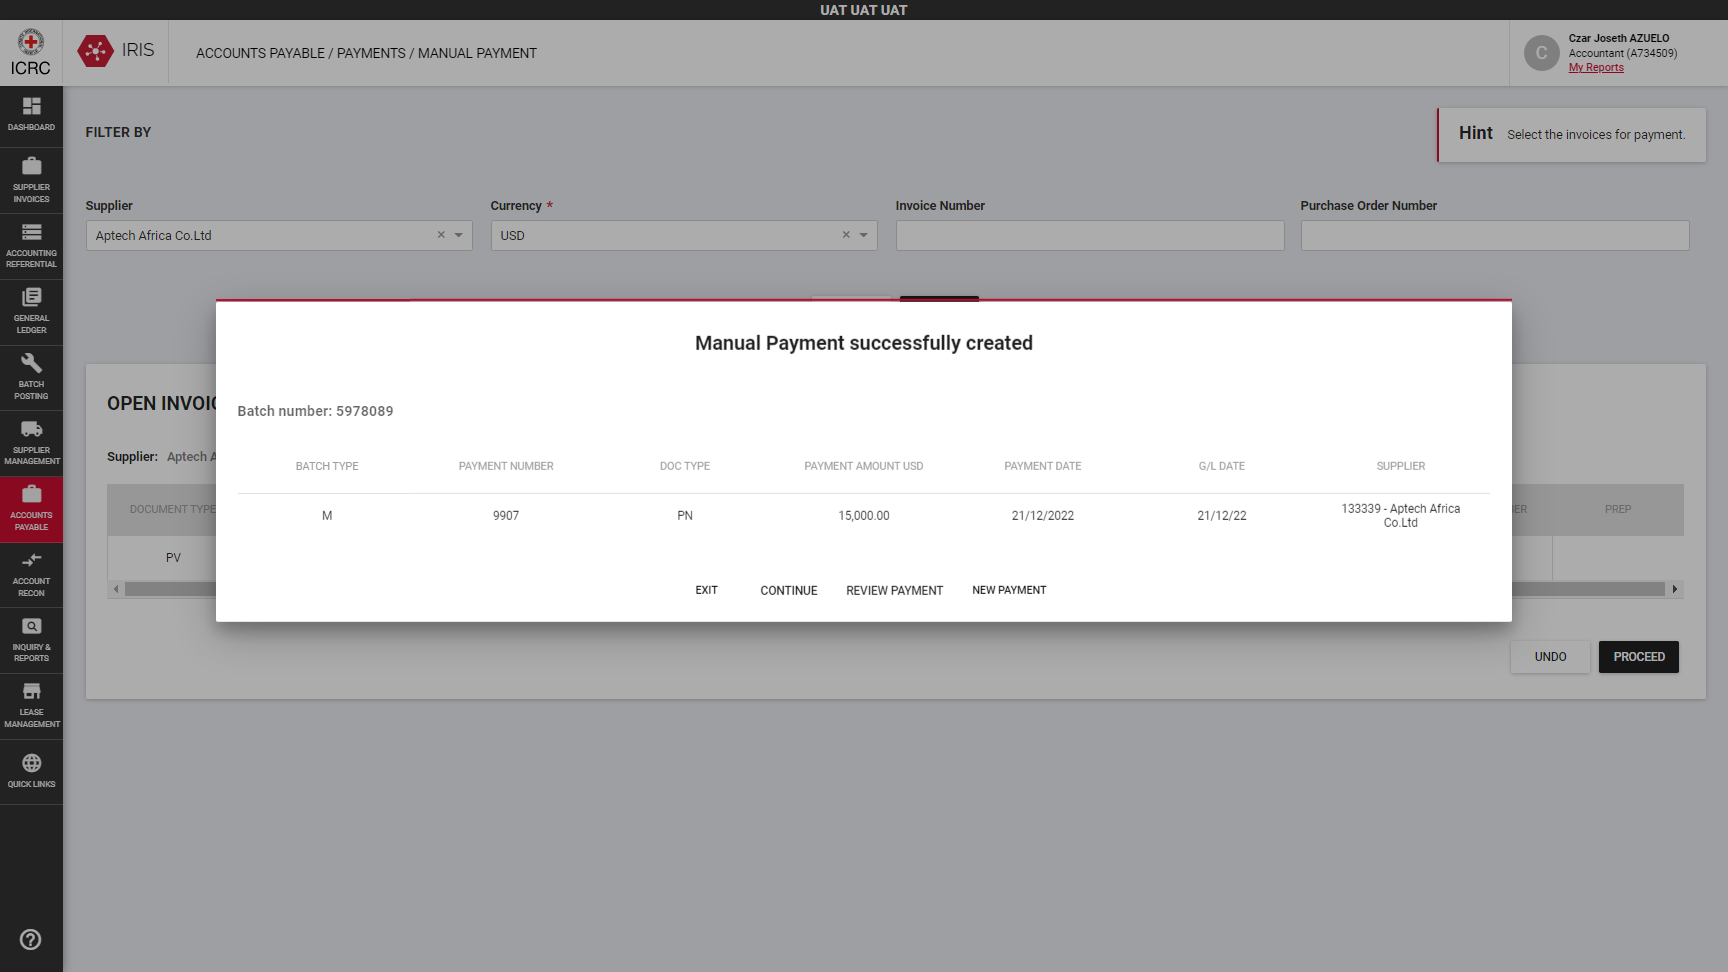 UAT UAT UAT
ICRC
IRIS
ACCOUNTS PAYABLE / PAYMENTS / MANUAL PAYMENT
C
Czar Joseth AZUELO
Accountant (A734509)
My Reports
DASHBOARD
SUPPLIER
INVOICES
ACCOUNTING
REFERENTIAL
GENERAL
LEDGER
BATCH
POSTING
SUPPLIER
MANAGEMENT
ACCOUNTS
PAYABLE
ACCOUNT
RECON
INQUIRY &
REPORTS
LEASE
MANAGEMENT
QUICK LINKS
FILTER BY
Hint Select the invoices for payment.
Supplier Currency * Invoice Number Purchase Order Number
Aptech Africa Co.Ltd USD
OPEN INVOIC
Supplier: Aptech A
DOCUMENT TYPE PREP
PV
Manual Payment successfully created
Batch number: 5978089
BATCH TYPE PAYMENT NUMBER DOC TYPE PAYMENT AMOUNT USD PAYMENT DATE G/L DATE SUPPLIER
M 9907 PN 15,000.00 21/12/2022 21/12/22 133339 - Aptech Africa
Co.Ltd
EXIT CONTINUE REVIEW PAYMENT NEW PAYMENT
UNDO PROCEED